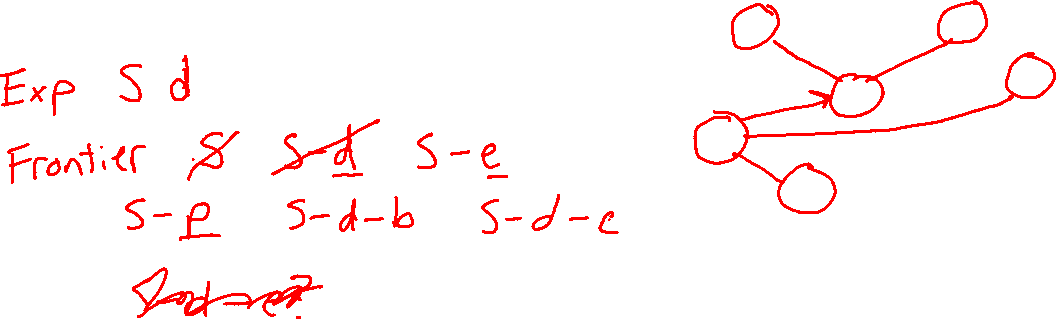 Exp S d
Frontier S S-d S-e
S-p S-d-b S-d-c